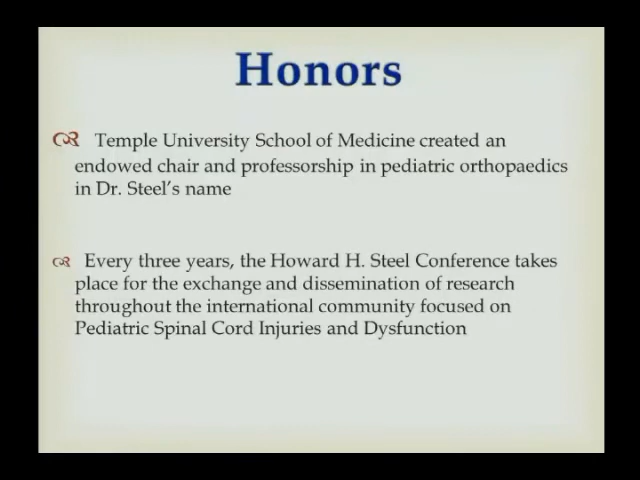 Honors
Temple University School of Medicine created an
endowed chair and professorship in pediatric orthopaedics
in Dr. Steel’s name
Every three years, the Howard H. Steel Conference takes
place for the exchange and dissemination of research
throughout the international community focused on
Pediatric Spinal Cord Injuries and Dysfunction